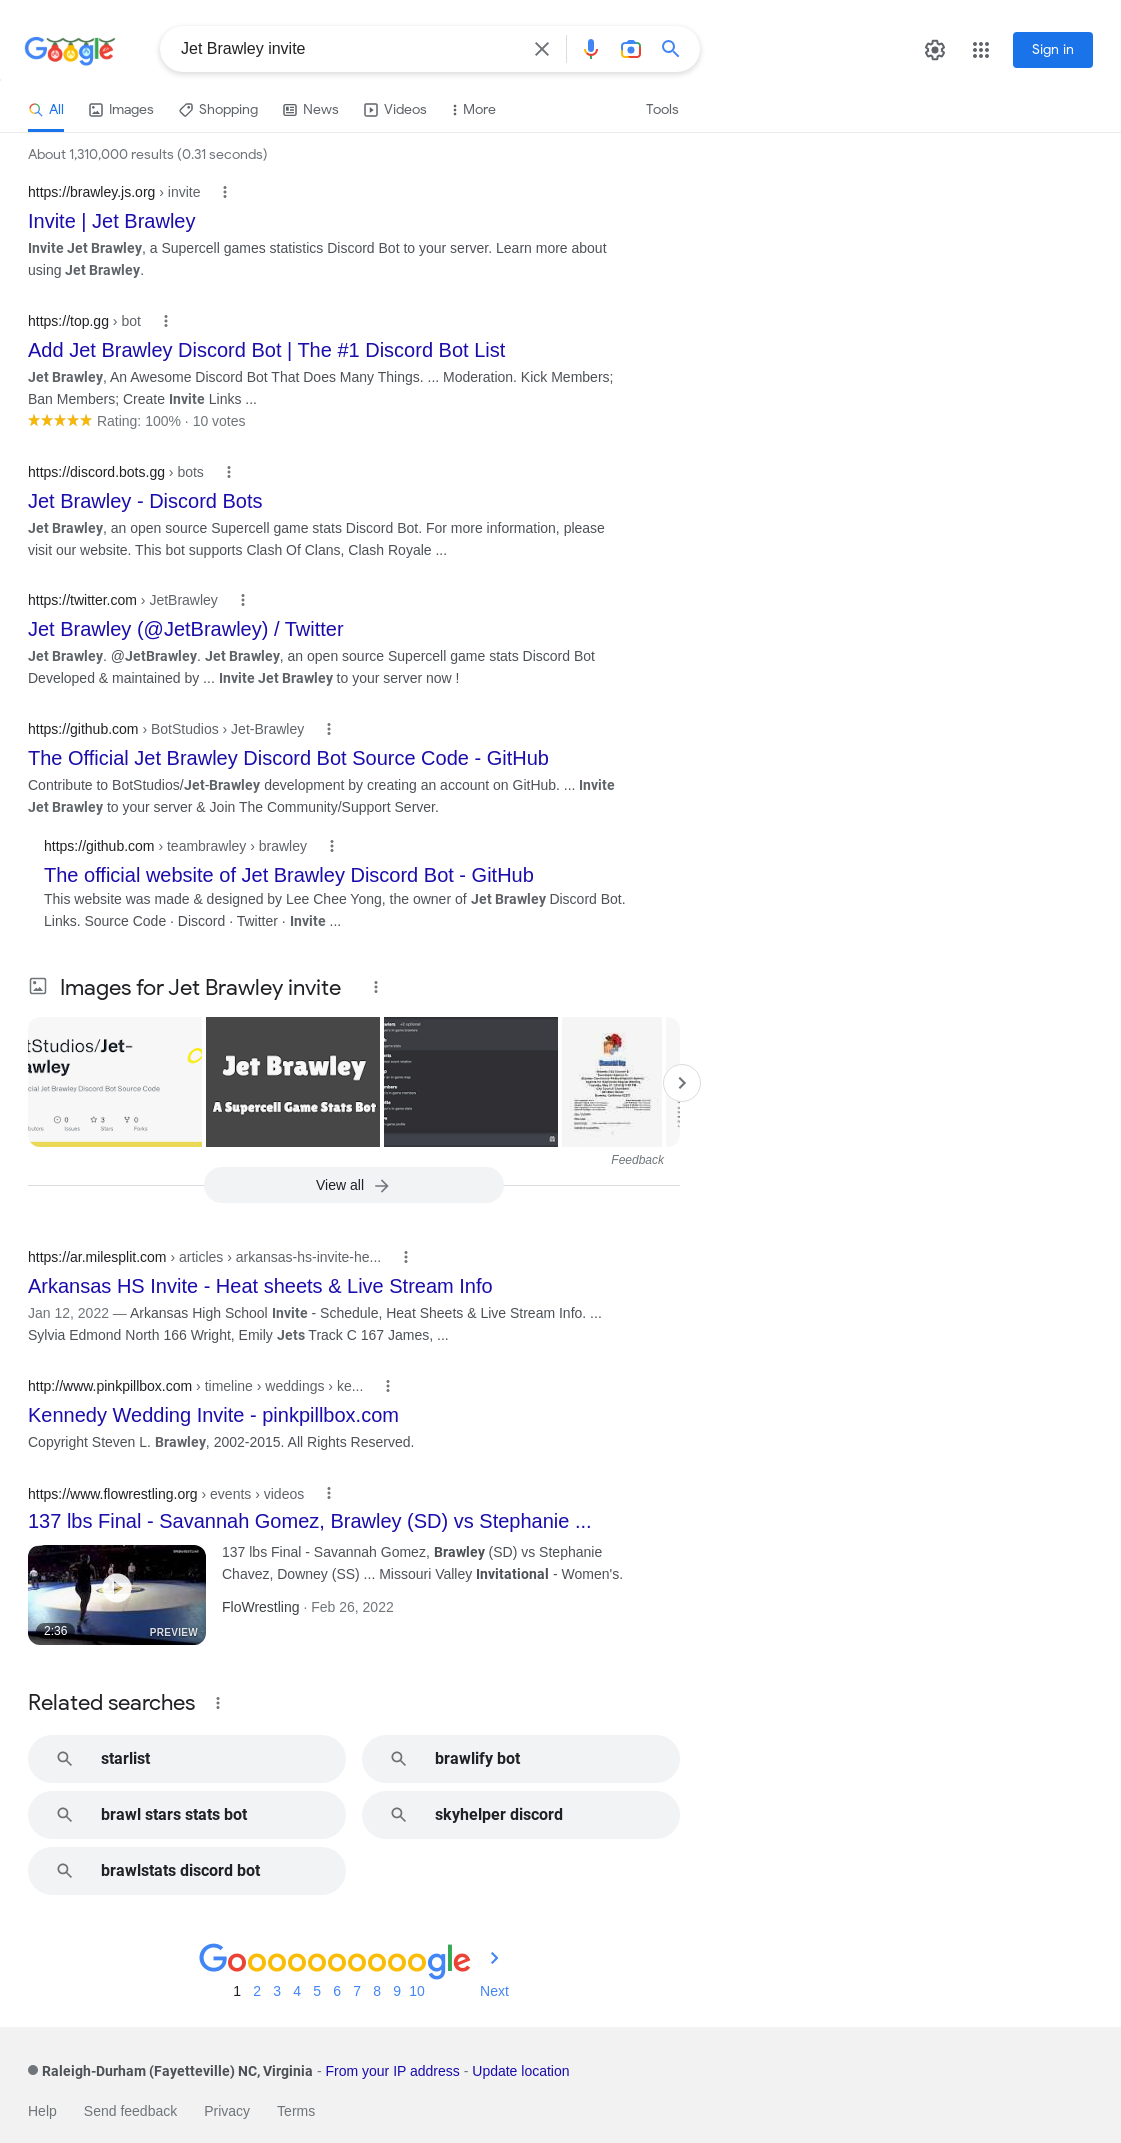 Google
Jet Brawley invite
Sign in
All
Images
Shopping
News
Videos
More
Tools
About 1,310,000 results (0.31 seconds)
https://brawley.js.org › invite
Invite | Jet Brawley
Invite Jet Brawley, a Supercell games statistics Discord Bot to your server. Learn more about
using Jet Brawley.
https://top.gg › bot
Add Jet Brawley Discord Bot | The #1 Discord Bot List
Jet Brawley, An Awesome Discord Bot That Does Many Things. ... Moderation. Kick Members;
Ban Members; Create Invite Links ...
Rating: 100% · 10 votes
https://discord.bots.gg › bots
Jet Brawley - Discord Bots
Jet Brawley, an open source Supercell game stats Discord Bot. For more information, please
visit our website. This bot supports Clash Of Clans, Clash Royale ...
https://twitter.com › JetBrawley
Jet Brawley (@JetBrawley) / Twitter
Jet Brawley. @JetBrawley. Jet Brawley, an open source Supercell game stats Discord Bot
Developed & maintained by ... Invite Jet Brawley to your server now !
https://github.com › BotStudios › Jet-Brawley
The Official Jet Brawley Discord Bot Source Code - GitHub
Contribute to BotStudios/Jet-Brawley development by creating an account on GitHub. ... Invite
Jet Brawley to your server & Join The Community/Support Server.
https://github.com › teambrawley › brawley
The official website of Jet Brawley Discord Bot - GitHub
This website was made & designed by Lee Chee Yong, the owner of Jet Brawley Discord Bot.
Links. Source Code · Discord · Twitter · Invite ...
Images for Jet Brawley invite
tStudios/Jet-
awley
cial Jet Brawley Discord Bot Source Code
0 3 0
butors Issues Stars Forks
Jet Brawley
A Supercell Game Stats Bot
Feedback
View all
https://ar.milesplit.com › articles › arkansas-hs-invite-he...
Arkansas HS Invite - Heat sheets & Live Stream Info
Jan 12, 2022 — Arkansas High School Invite - Schedule, Heat Sheets & Live Stream Info. ...
Sylvia Edmond North 166 Wright, Emily Jets Track C 167 James, ...
http://www.pinkpillbox.com › timeline › weddings › ke...
Kennedy Wedding Invite - pinkpillbox.com
Copyright Steven L. Brawley, 2002-2015. All Rights Reserved.
https://www.flowrestling.org › events › videos
137 lbs Final - Savannah Gomez, Brawley (SD) vs Stephanie ...
2:36
PREVIEW
137 lbs Final - Savannah Gomez, Brawley (SD) vs Stephanie
Chavez, Downey (SS) ... Missouri Valley Invitational - Women's.
FloWrestling · Feb 26, 2022
Related searches
starlist
brawlify bot
brawl stars stats bot
skyhelper discord
brawlstats discord bot
Goooooooooogle
1 2 3 4 5 6 7 8 9 10 Next
Raleigh-Durham (Fayetteville) NC, Virginia - From your IP address - Update location
Help Send feedback Privacy Terms